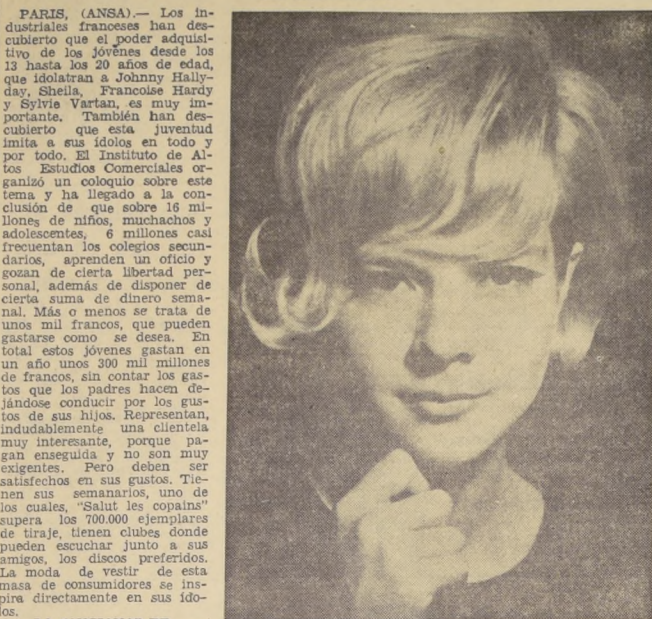 PARIS, (ANSA).— Los in-
dustriales franceses han des-
cubierto que el poder adquisi-
tivo de los jóvenes desde los
13 hasta los 20 años de edad,
que idolatran a Johnny Hally-
day, Sheila, Francoise Hardy
y Sylvie Vartan, es muy im-
portante. También han des-
cubierto que esta juventud
imita a sus ídolos en todo y
por todo. El Instituto de Al-
tos Estudios Comerciales or-
ganizó un coloquio sobre este
tema y ha llegado a la con-
clusión de que sobre 16 mi-
llones de niños, muchachos y
adolescentes, 6 millones casi
frecuentan los colegios secun-
darios, aprenden un oficio y
gozan de cierta libertad per-
sonal, además de disponer de
cierta suma de dinero sema-
nal. Más o menos se trata de
unos mil francos, que pueden
gastarse como se desea. En
total estos jóvenes gastan en
un año unos 300 mil millones
de francos, sin contar los gas-
tos que los padres hacen de-
jándose conducir por los gus-
tos de sus hijos. Representan,
indudablemente una clientela
muy interesante, porque pa-
gan enseguida y no son muy
exigentes. Pero deben ser
satisfechos en sus gustos. Tie-
nen sus semanarios, uno de
los cuales, "Salut les copains"
supera los 700.000 ejemplares
de tiraje, tienen clubes donde
pueden escuchar junto a sus
amigos, los discos preferidos.
La moda de vestir de esta
masa de consumidores se ins-
pira directamente en sus ído-
los.